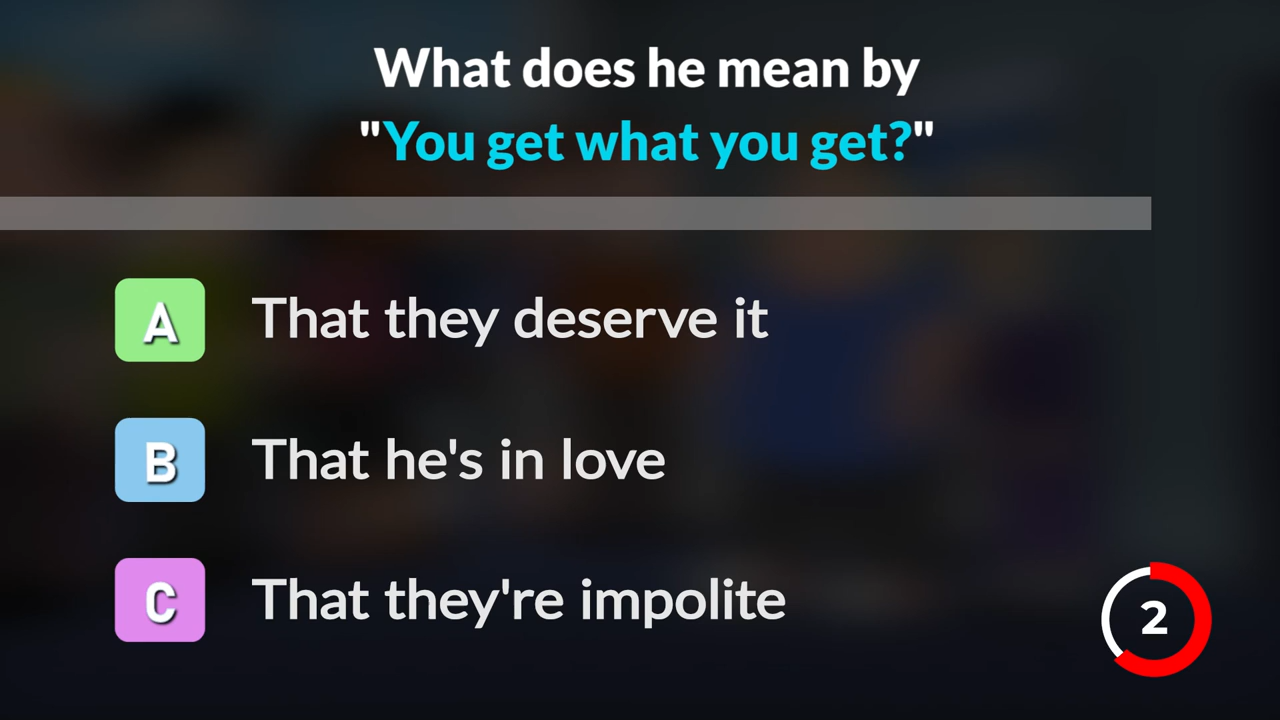 What does he mean by
"You get what you get?"
A That they deserve it
B That he's in love
C That they're impolite
2